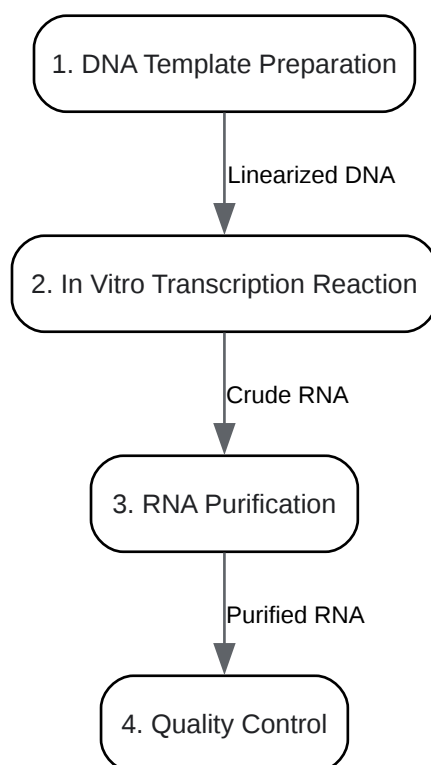 1. DNA Template Preparation
Linearized DNA
2. In Vitro Transcription Reaction
Crude RNA
3. RNA Purification
Purified RNA
4. Quality Control